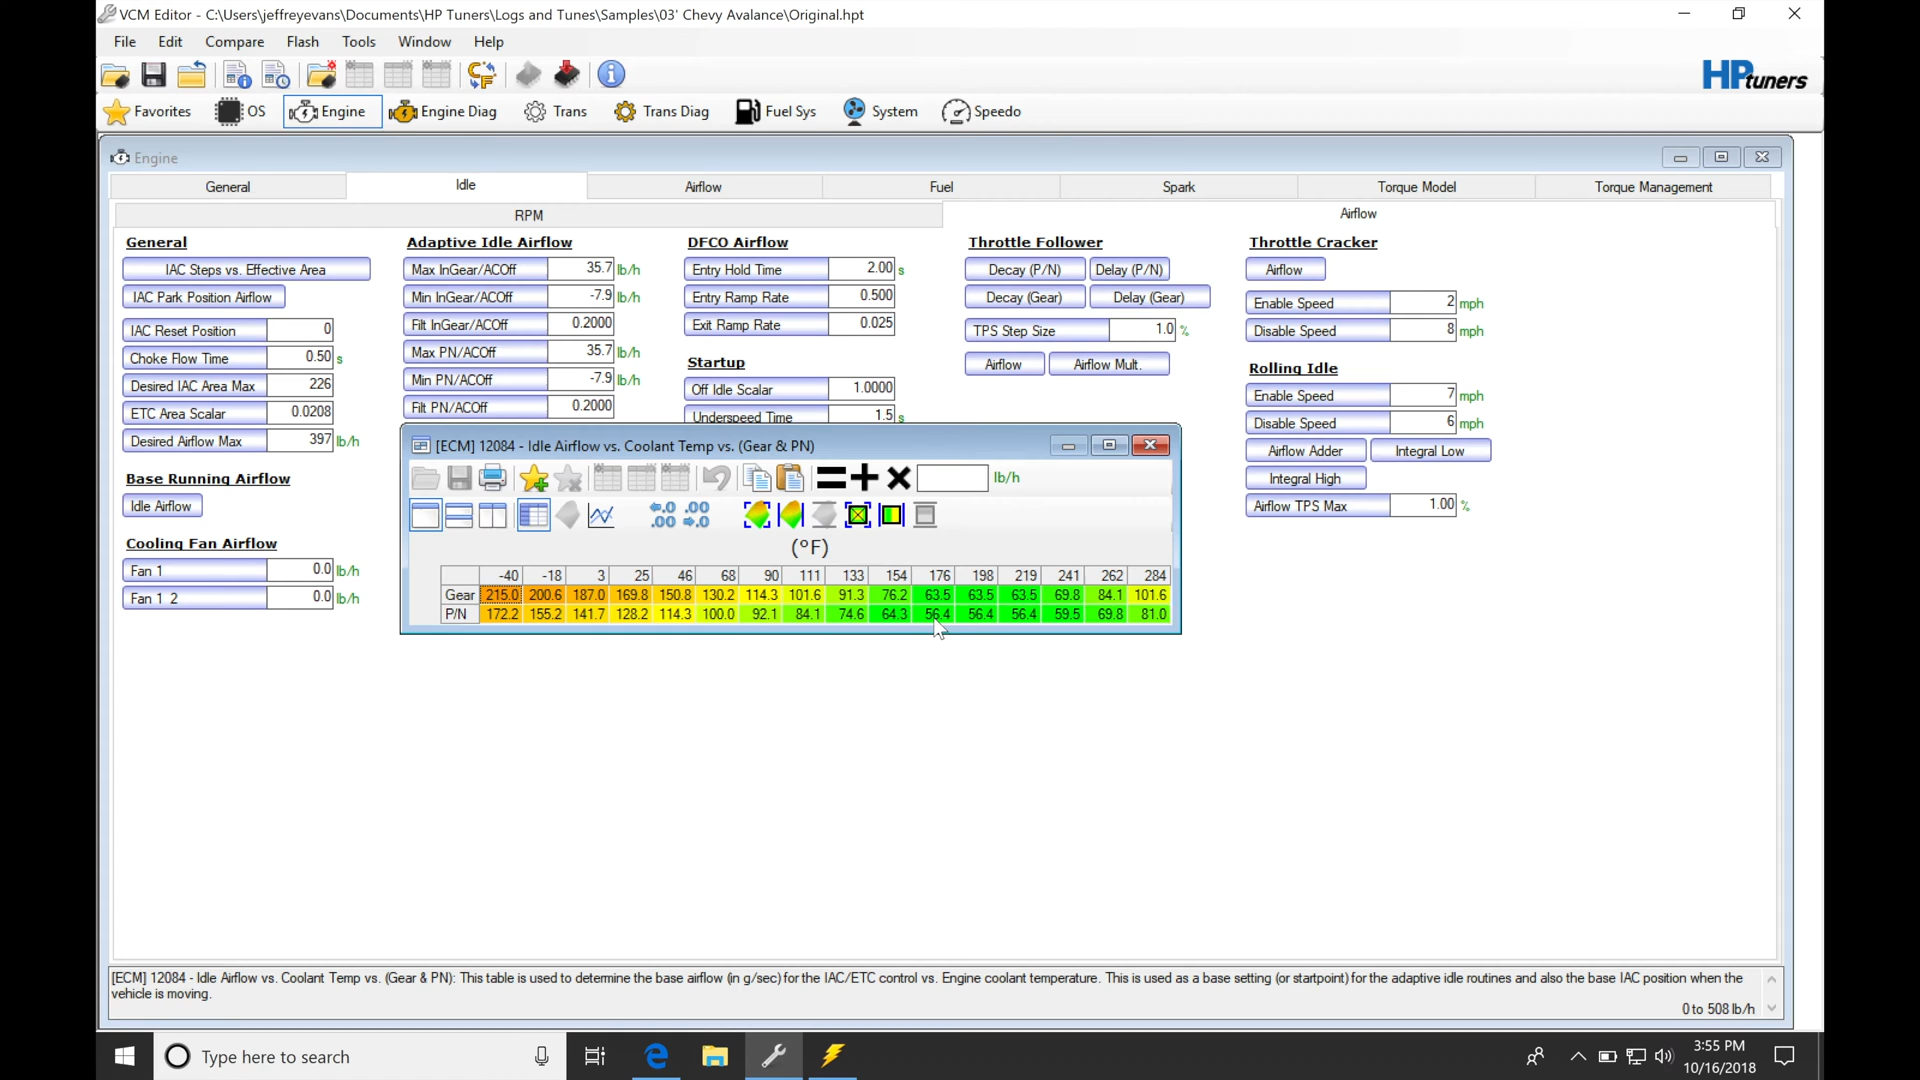 VCM Editor - C:\Users\jeffreyevans\Documents\HP Tuners\Logs and Tunes\Samples\03' Chevy Avalance\Original.hpt
File Edit Compare Flash Tools Window Help
HPtuners
Favorites OS Engine Engine Diag Trans Trans Diag Fuel Sys System Speedo
Engine
General Idle Airflow Fuel Spark Torque Model Torque Management
RPM Airflow
General
IAC Steps vs. Effective Area
IAC Park Position Airflow
IAC Reset Position 0
Choke Flow Time 0.50 s
Desired IAC Area Max 226
ETC Area Scalar 0.0208
Desired Airflow Max 397 lb/h
Base Running Airflow
Idle Airflow
Cooling Fan Airflow
Fan 1 0.0 lb/h
Fan 1 2 0.0 lb/h
Adaptive Idle Airflow
Max InGear/ACOff 35.7 lb/h
Min InGear/ACOff -7.9 lb/h
Filt InGear/ACOff 0.2000
Max PN/ACOff 35.7 lb/h
Min PN/ACOff -7.9 lb/h
Filt PN/ACOff 0.2000
DFCO Airflow
Entry Hold Time 2.00 s
Entry Ramp Rate 0.500
Exit Ramp Rate 0.025
Startup
Off Idle Scalar 1.0000
Underspeed Time 1.5 s
Throttle Follower
Decay (P/N) Delay (P/N)
Decay (Gear) Delay (Gear)
TPS Step Size 1.0 %
Airflow Airflow Mult.
Throttle Cracker
Airflow
Enable Speed 2 mph
Disable Speed 8 mph
Rolling Idle
Enable Speed 7 mph
Disable Speed 6 mph
Airflow Adder Integral Low
Integral High
Airflow TPS Max 1.00 %
[ECM] 12084 - Idle Airflow vs. Coolant Temp vs. (Gear & PN)
lb/h
←.0 .00
.00 →.0
(°F)
-40 -18 3 25 46 68 90 111 133 154 176 198 219 241 262 284
Gear 215.0 200.6 187.0 169.8 150.8 130.2 114.3 101.6 91.3 76.2 63.5 63.5 63.5 69.8 84.1 101.6
P/N 172.2 155.2 141.7 128.2 114.3 100.0 92.1 84.1 74.6 64.3 56.4 56.4 56.4 59.5 69.8 81.0
[ECM] 12084 - Idle Airflow vs. Coolant Temp vs. (Gear & PN): This table is used to determine the base airflow (in g/sec) for the IAC/ETC control vs. Engine coolant temperature. This is used as a base setting (or startpoint) for the adaptive idle routines and also the base IAC position when the
vehicle is moving.
0 to 508 lb/h
Type here to search
3:55 PM
10/16/2018